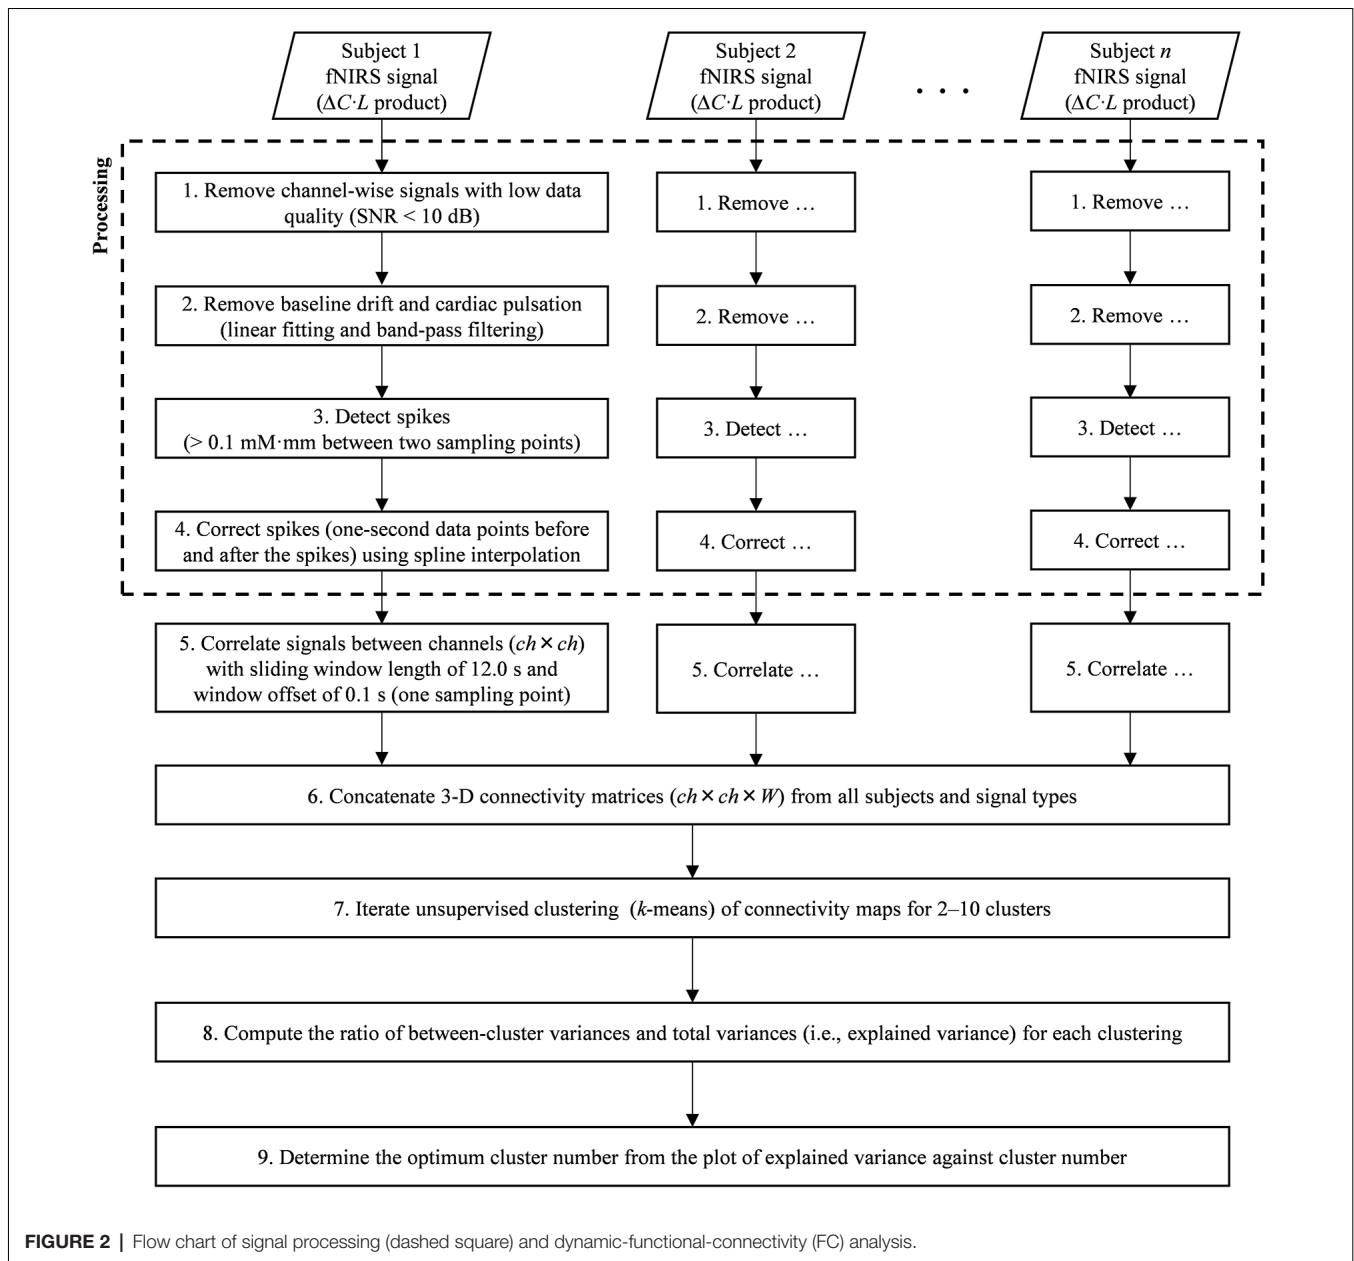 Subject 1
fNIRS signal
(ΔC·L product)
Subject 2
fNIRS signal
(ΔC·L product)
. . .
Subject n
fNIRS signal
(ΔC·L product)
Processing
1. Remove channel-wise signals with low data
quality (SNR < 10 dB)
1. Remove …
1. Remove …
2. Remove baseline drift and cardiac pulsation
(linear fitting and band-pass filtering)
2. Remove …
2. Remove …
3. Detect spikes
(> 0.1 mM·mm between two sampling points)
3. Detect …
3. Detect …
4. Correct spikes (one-second data points before
and after the spikes) using spline interpolation
4. Correct …
4. Correct …
5. Correlate signals between channels (ch × ch)
with sliding window length of 12.0 s and
window offset of 0.1 s (one sampling point)
5. Correlate …
5. Correlate …
6. Concatenate 3-D connectivity matrices (ch × ch × W) from all subjects and signal types
7. Iterate unsupervised clustering (k-means) of connectivity maps for 2–10 clusters
8. Compute the ratio of between-cluster variances and total variances (i.e., explained variance) for each clustering
9. Determine the optimum cluster number from the plot of explained variance against cluster number
FIGURE 2 | Flow chart of signal processing (dashed square) and dynamic-functional-connectivity (FC) analysis.